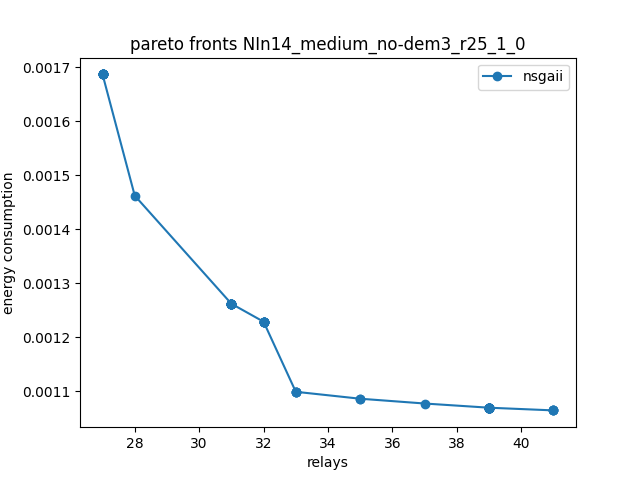 pareto fronts NIn14_medium_no-dem3_r25_1_0
nsgaii
energy consumption
0.0017
0.0016
0.0015
0.0014
0.0013
0.0012
0.0011
28 30 32 34 36 38 40
relays